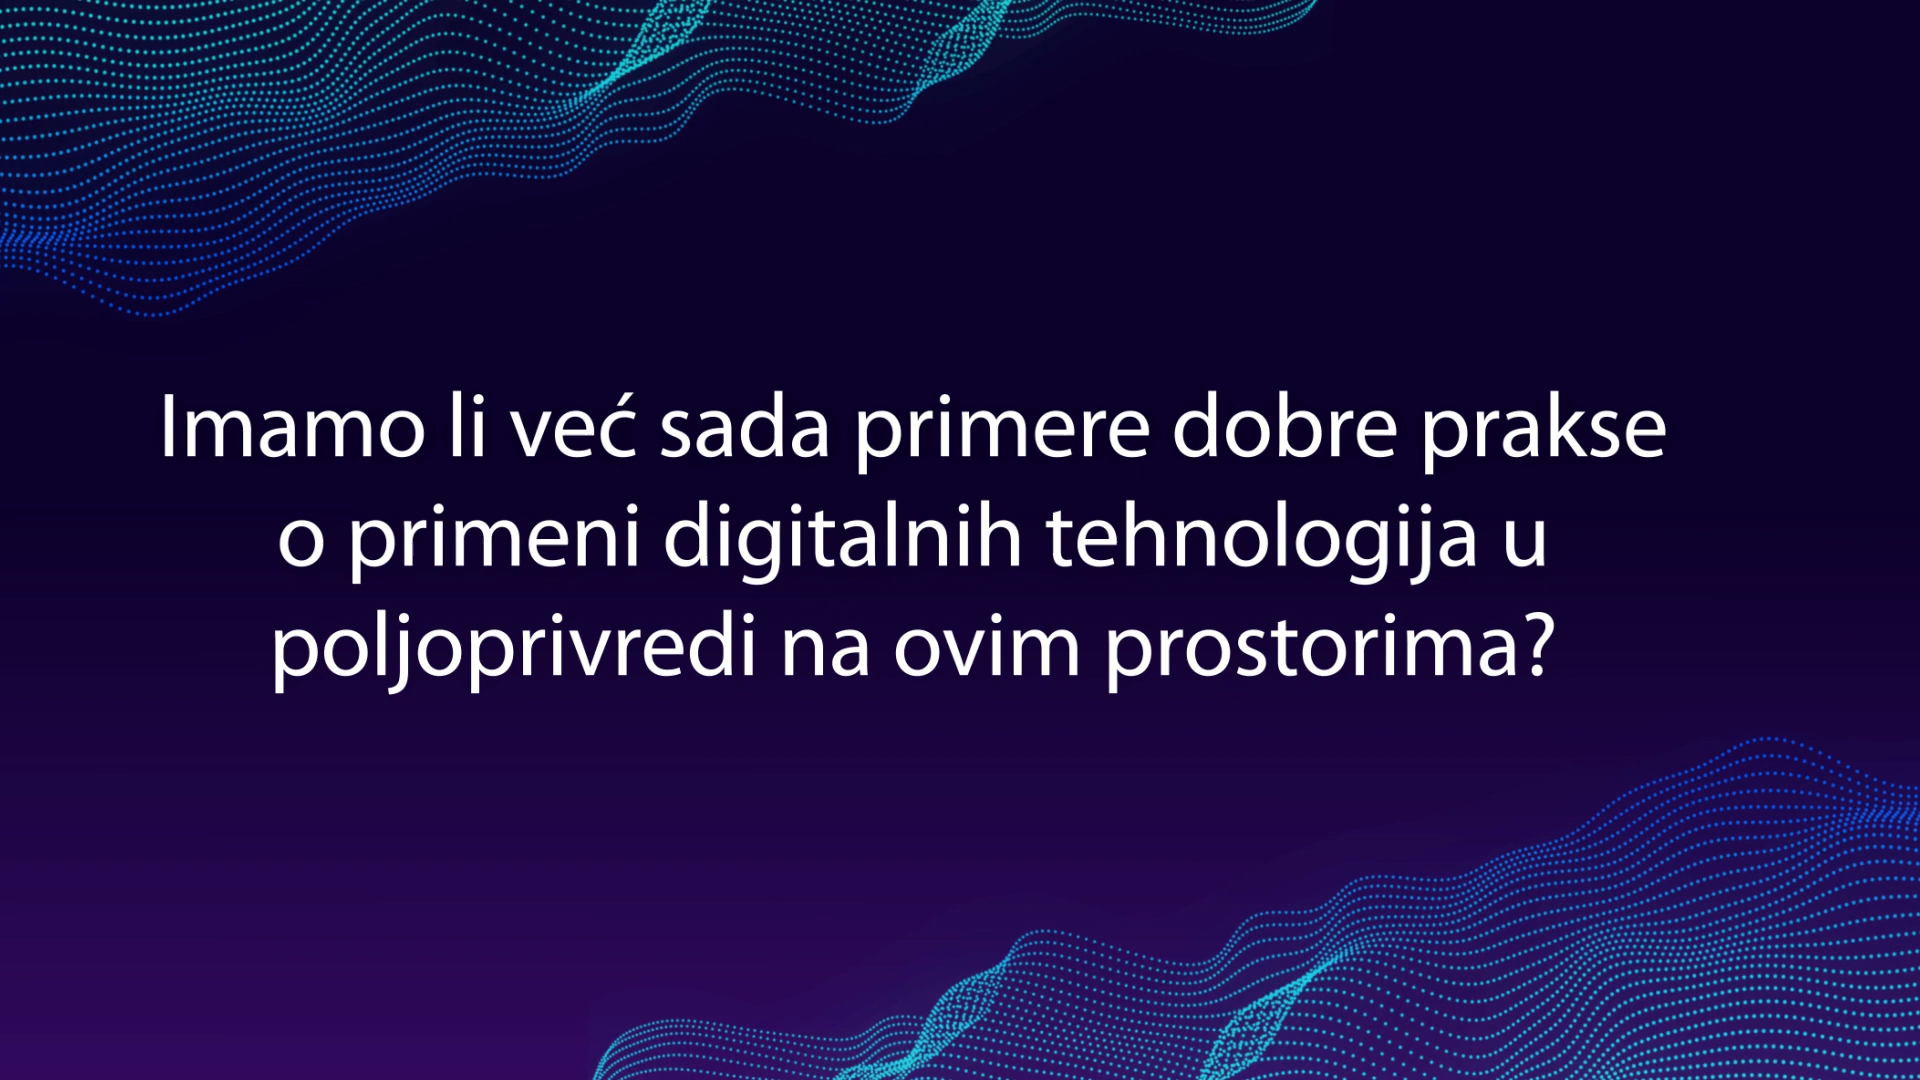 Imamo li već sada primere dobre prakse
o primeni digitalnih tehnologija u
poljoprivredi na ovim prostorima?